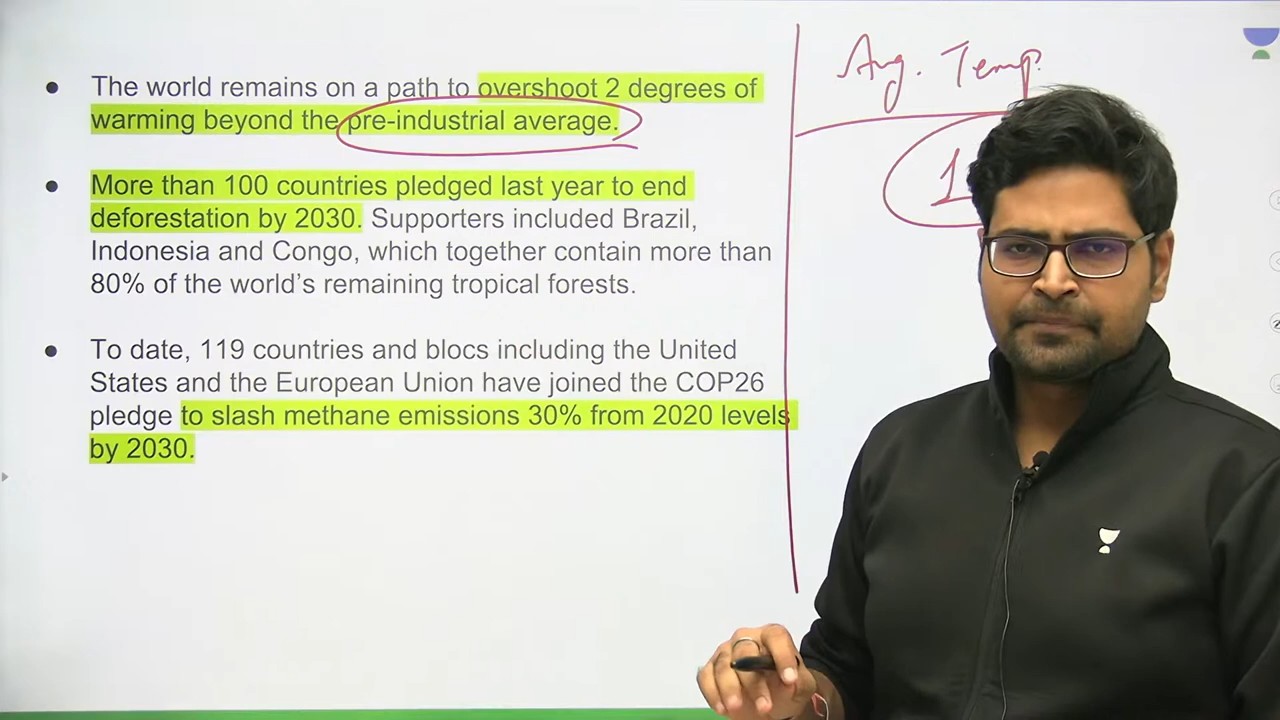 The world remains on a path to overshoot 2 degrees of
warming beyond the pre-industrial average.
More than 100 countries pledged last year to end
deforestation by 2030. Supporters included Brazil,
Indonesia and Congo, which together contain more than
80% of the world’s remaining tropical forests.
To date, 119 countries and blocs including the United
States and the European Union have joined the COP26
pledge to slash methane emissions 30% from 2020 levels
by 2030.
Avg. Temp.
1